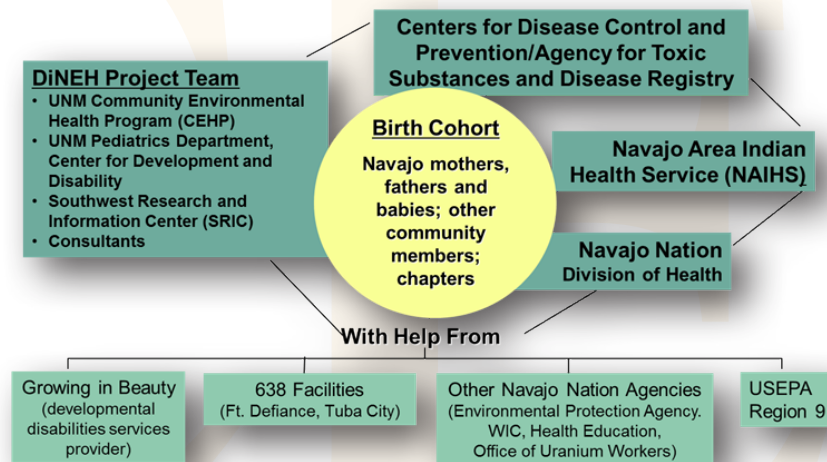 Centers for Disease Control and
Prevention/Agency for Toxic
Substances and Disease Registry
DiNEH Project Team
• UNM Community Environmental
Health Program (CEHP)
• UNM Pediatrics Department,
Center for Development and
Disability
• Southwest Research and
Information Center (SRIC)
• Consultants
Birth Cohort
Navajo mothers,
fathers and
babies; other
community
members;
chapters
Navajo Area Indian
Health Service (NAIHS)
Navajo Nation
Division of Health
With Help From
Growing in Beauty
(developmental
disabilities services
provider)
638 Facilities
(Ft. Defiance, Tuba City)
Other Navajo Nation Agencies
(Environmental Protection Agency.
WIC, Health Education,
Office of Uranium Workers)
USEPA
Region 9